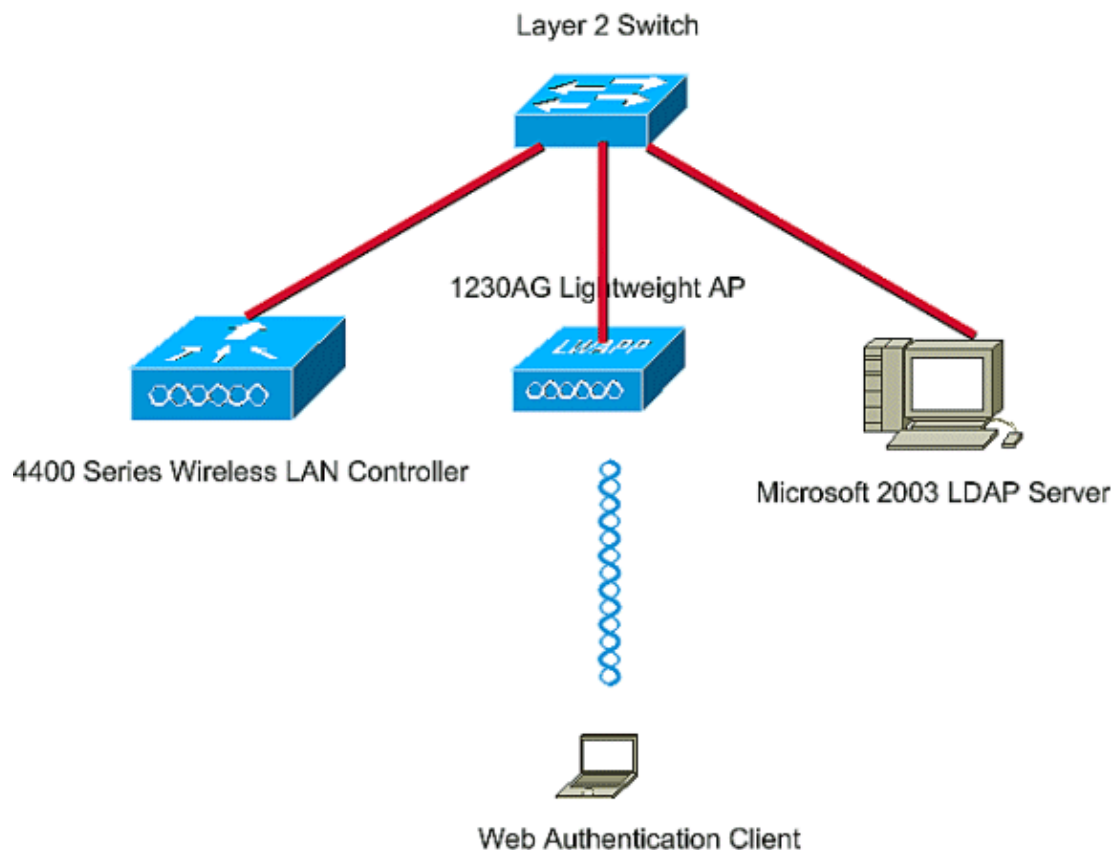 Layer 2 Switch
1230AG Lightweight AP
LWAPP
4400 Series Wireless LAN Controller
Microsoft 2003 LDAP Server
Web Authentication Client